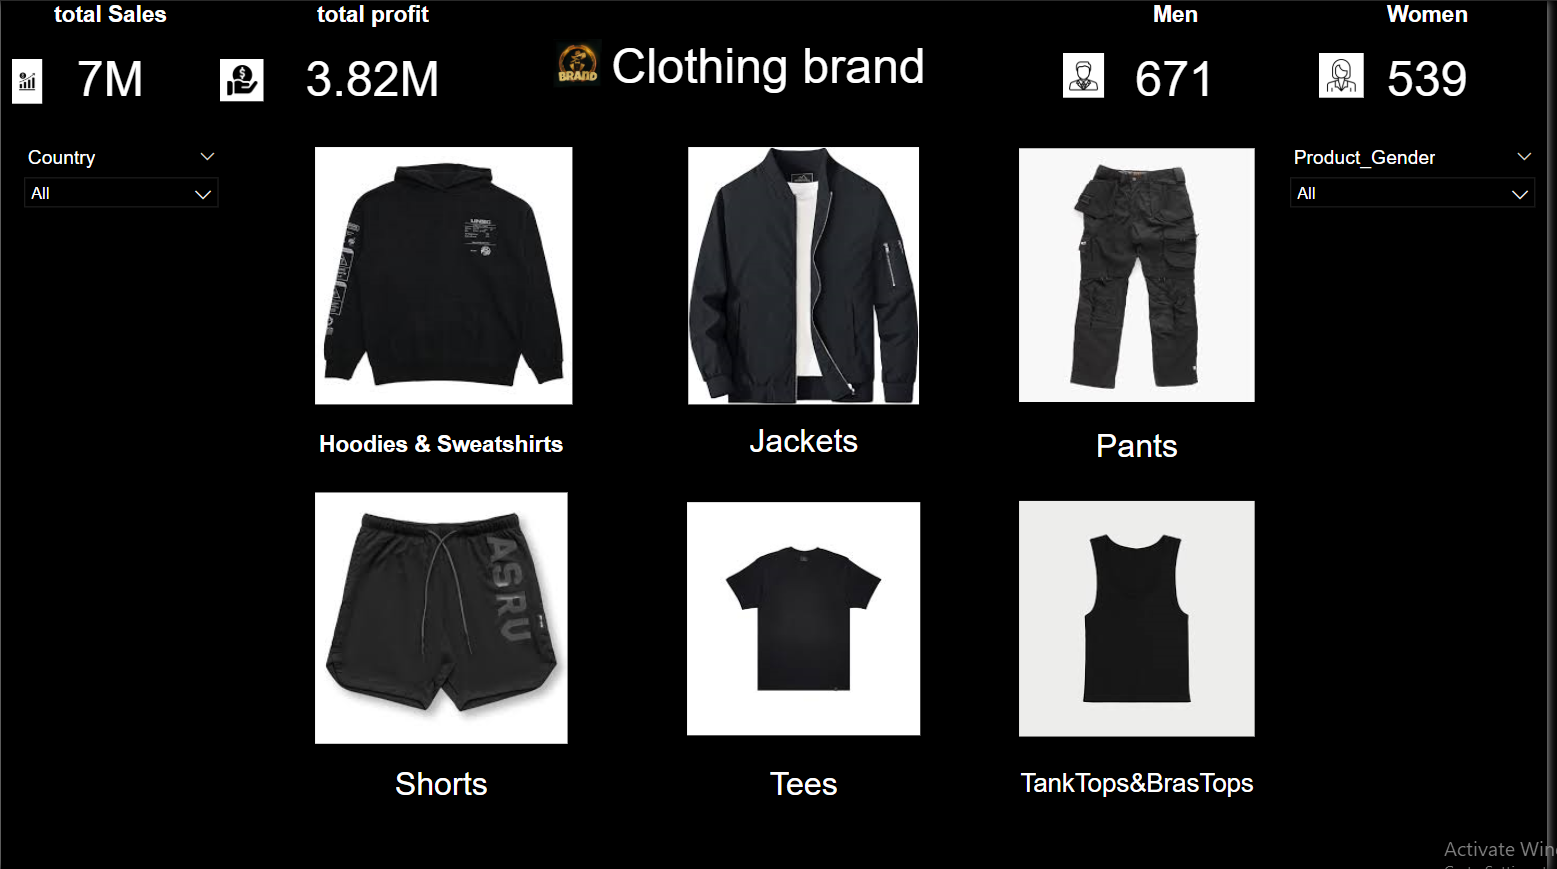 total Sales
total profit
Men
Women
7M
3.82M
BRAND
Clothing brand
671
539
Country
All
Product_Gender
All
Hoodies & Sweatshirts
Jackets
Pants
ASRV
Shorts
Tees
TankTops&BrasTops
Activate Win